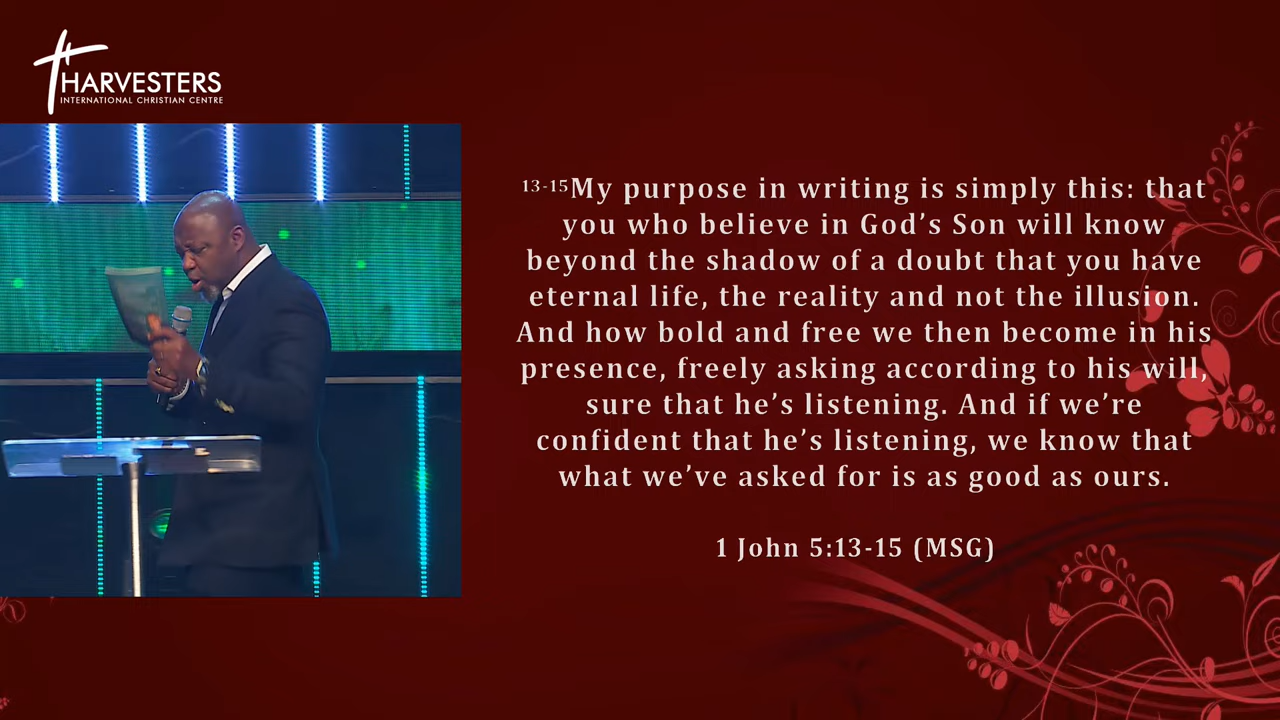 HARVESTERS
INTERNATIONAL CHRISTIAN CENTRE
13-15My purpose in writing is simply this: that
you who believe in God’s Son will know
beyond the shadow of a doubt that you have
eternal life, the reality and not the illusion.
And how bold and free we then become in his
presence, freely asking according to his will,
sure that he’s listening. And if we’re
confident that he’s listening, we know that
what we’ve asked for is as good as ours.
1 John 5:13-15 (MSG)